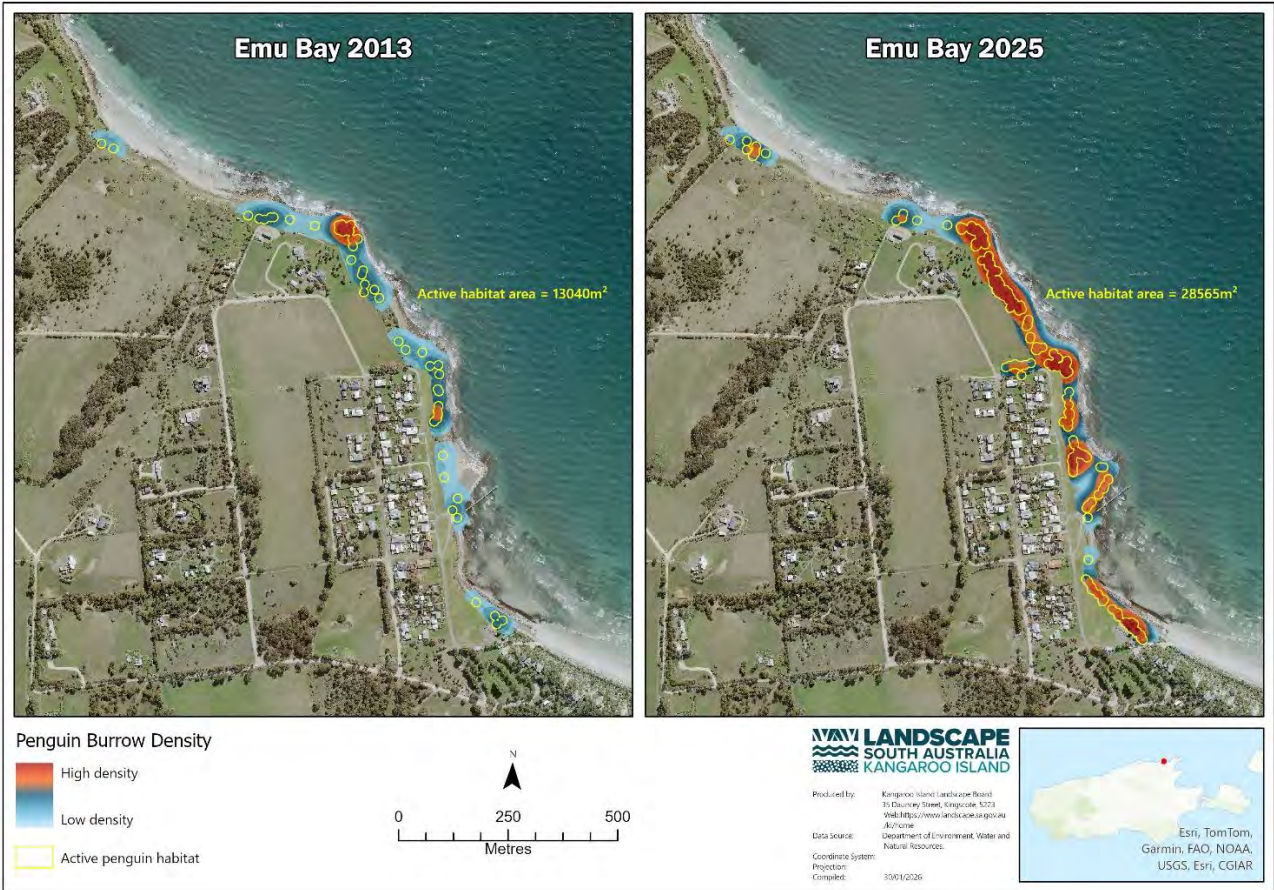 Emu Bay 2013
Active habitat area = 13040m²
Emu Bay 2025
Active habitat area = 28565m²
Penguin Burrow Density
High density
Low density
Active penguin habitat
N
0 250 500
Metres
LANDSCAPE
SOUTH AUSTRALIA
KANGAROO ISLAND
Produced by: Kangaroo Island Landscape Board
35 Dauncey Street, Kingscote, 5223
Web:https://www.landscape.sa.gov.au
/ki/home
Data Source: Department of Environment, Water and
Natural Resources.
Coordinate System:
Projection:
Compiled: 30/01/2026
Esri, TomTom,
Garmin, FAO, NOAA,
USGS, Esri, CGIAR